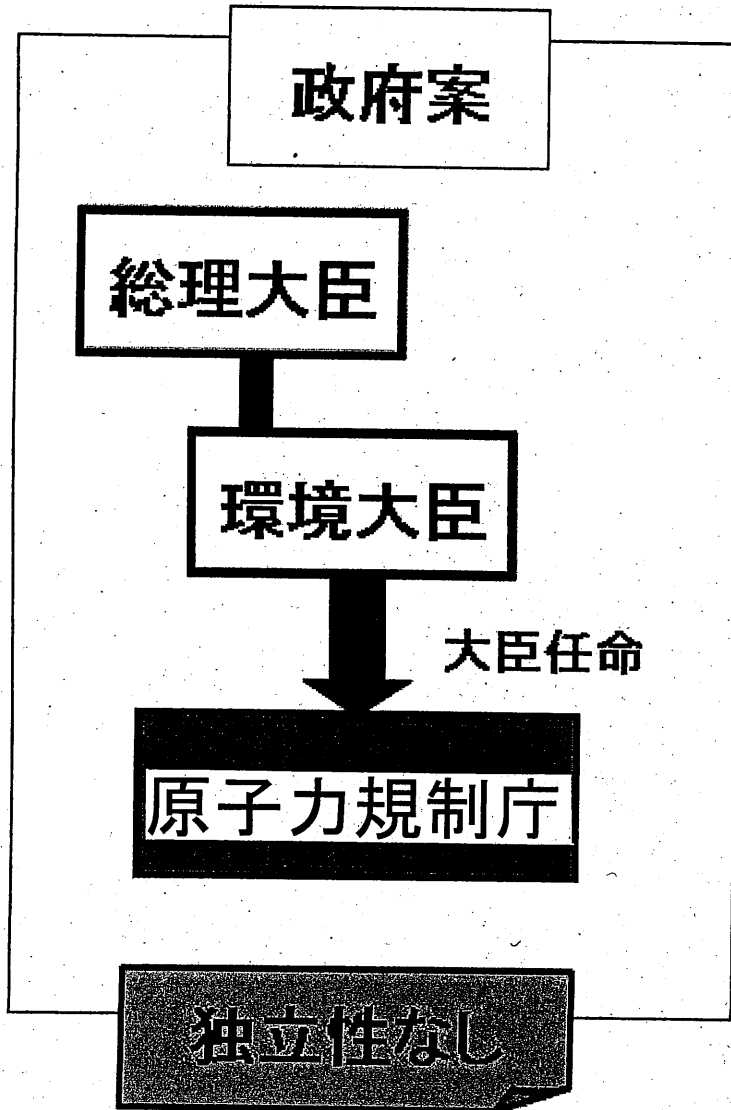 政府案
総理大臣
環境大臣
大臣任命
原子力規制庁
独立性なし